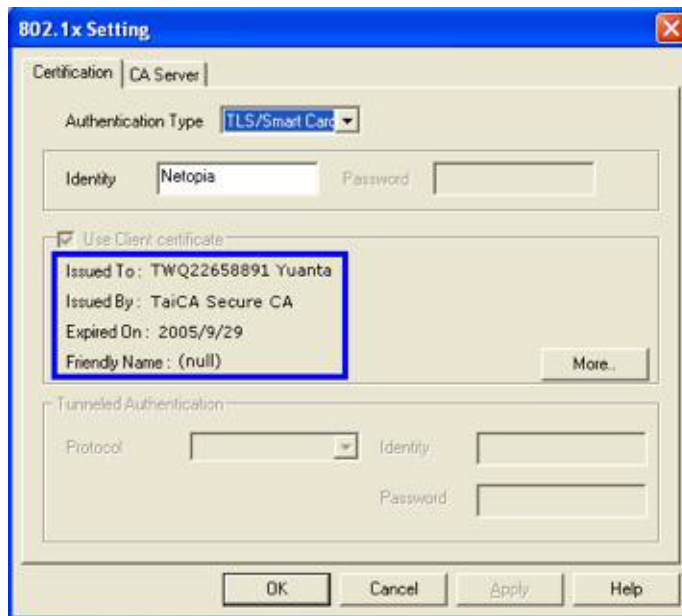 802.1x Setting
Certification CA Server
Authentication Type TLS/Smart Card
Identity Netopia Password
Use Client certificate
Issued To : TWQ22658891 Yuanta
Issued By : TaiCA Secure CA
Expired On : 2005/9/29
Friendly Name : (null)
More..
Tunneled Authentication
Protocol Identity
Password
OK Cancel Apply Help